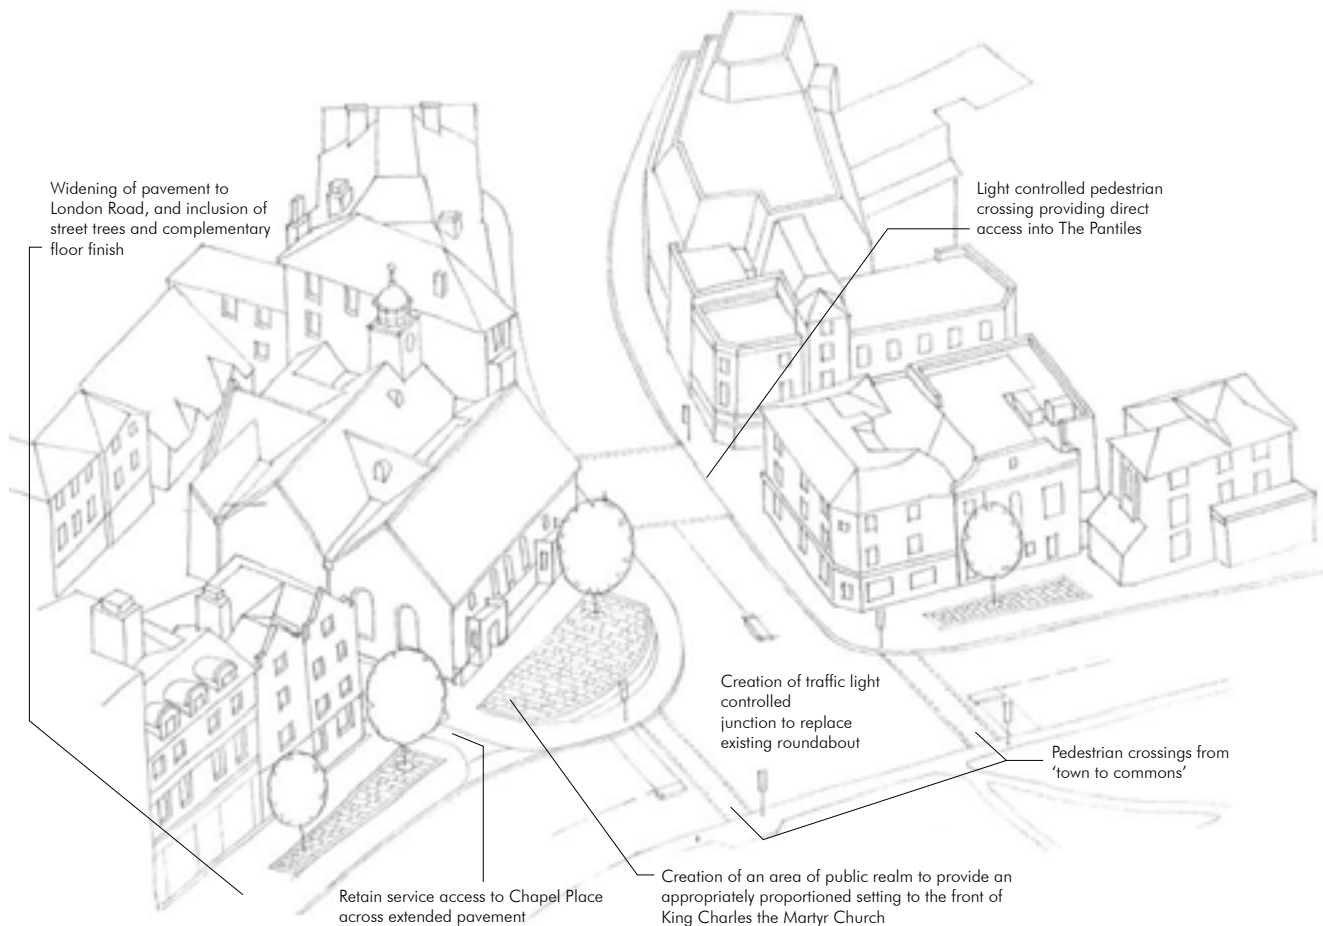 Widening of pavement to
London Road, and inclusion of
street trees and complementary
floor finish
Light controlled pedestrian
crossing providing direct
access into The Pantiles
Creation of traffic light
controlled
junction to replace
existing roundabout
Pedestrian crossings from
‘town to commons’
Retain service access to Chapel Place
across extended pavement
Creation of an area of public realm to provide an
appropriately proportioned setting to the front of
King Charles the Martyr Church